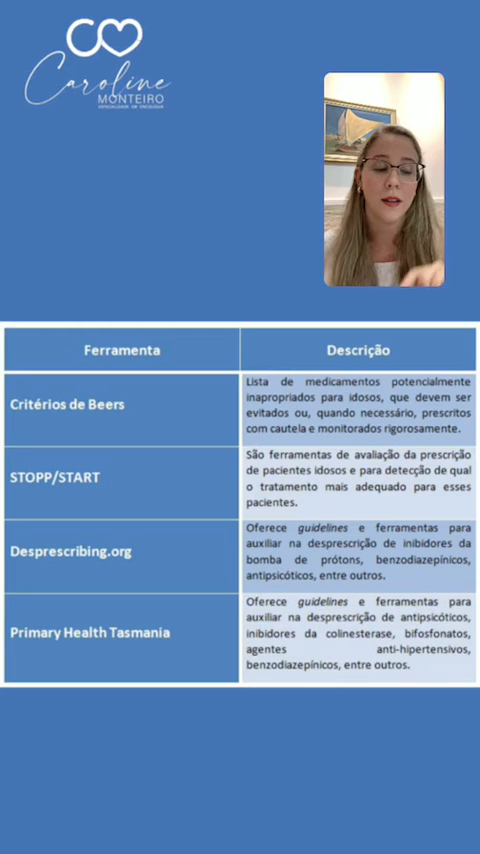 Caroline
MONTEIRO
ESPECIALIZADA EM ONCOLOGIA
Ferramenta
Descrição
Critérios de Beers
Lista de medicamentos potencialmente
inapropriados para idosos, que devem ser
evitados ou, quando necessário, prescritos
com cautela e monitorados rigorosamente.
STOPP/START
São ferramentas de avaliação da prescrição
de pacientes idosos e para detecção de qual
o tratamento mais adequado para esses
pacientes.
Desprescribing.org
Oferece guidelines e ferramentas para
auxiliar na desprescrição de inibidores da
bomba de prótons, benzodiazepínicos,
antipsicóticos, entre outros.
Primary Health Tasmania
Oferece guidelines e ferramentas para
auxiliar na desprescrição de antipsicóticos,
inibidores da colinesterase, bifosfonatos,
agentes anti-hipertensivos,
benzodiazepínicos, entre outros.